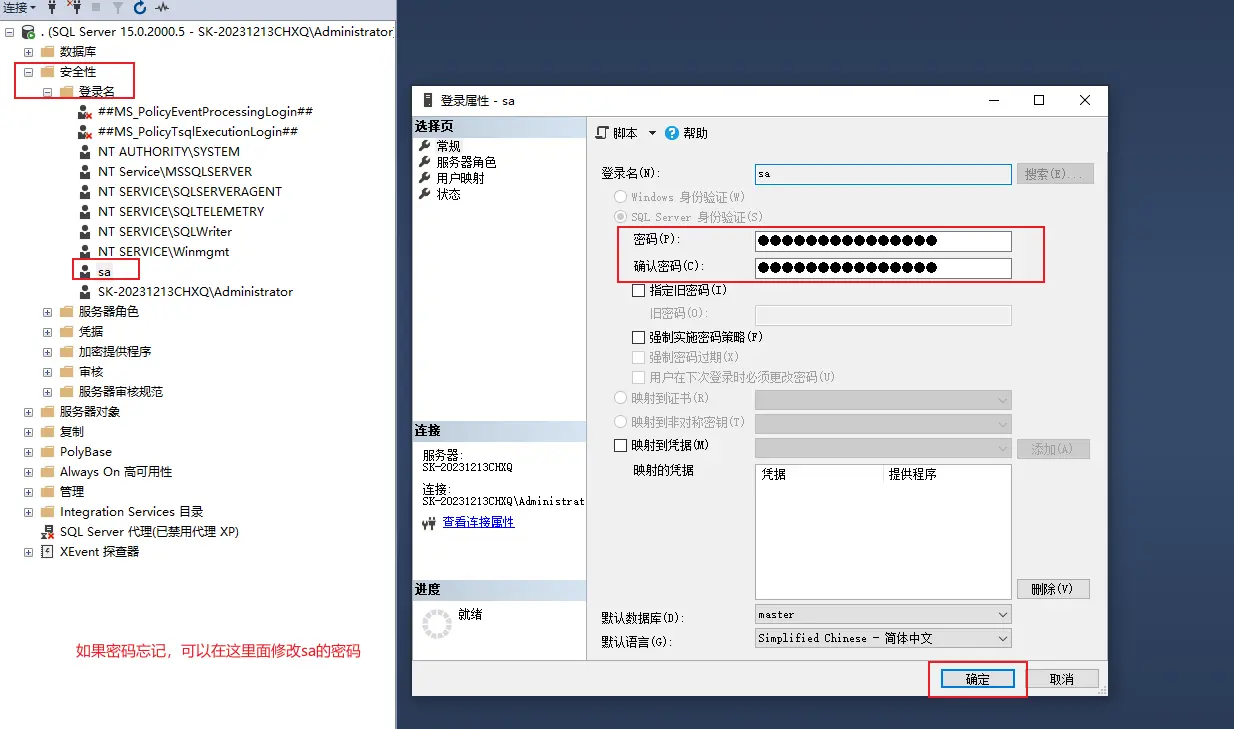 连接
. (SQL Server 15.0.2000.5 - SK-20231213CHXQ\Administrator)
数据库
安全性
登录名
##MS_PolicyEventProcessingLogin##
##MS_PolicyTsqlExecutionLogin##
NT AUTHORITY\SYSTEM
NT Service\MSSQLSERVER
NT SERVICE\SQLSERVERAGENT
NT SERVICE\SQLTELEMETRY
NT SERVICE\SQLWriter
NT SERVICE\Winmgmt
sa
SK-20231213CHXQ\Administrator
服务器角色
凭据
加密提供程序
审核
服务器审核规范
服务器对象
复制
PolyBase
Always On 高可用性
管理
Integration Services 目录
SQL Server 代理(已禁用代理 XP)
XEvent 探查器
如果密码忘记，可以在这里面修改sa的密码
登录属性 - sa
选择页
常规
服务器角色
用户映射
状态
连接
服务器:
SK-20231213CHXQ
连接:
SK-20231213CHXQ\Administrat
查看连接属性
进度
就绪
脚本
帮助
登录名(N):
sa
搜索(E)...
Windows 身份验证(W)
SQL Server 身份验证(S)
密码(P):
●●●●●●●●●●●●●●●
确认密码(C):
●●●●●●●●●●●●●●●
指定旧密码(I)
旧密码(O):
强制实施密码策略(F)
强制密码过期(X)
用户在下次登录时必须更改密码(U)
映射到证书(R)
映射到非对称密钥(T)
映射到凭据(M)
添加(A)
映射的凭据
凭据 提供程序
删除(V)
默认数据库(D):
master
默认语言(G):
Simplified Chinese - 简体中文
确定
取消